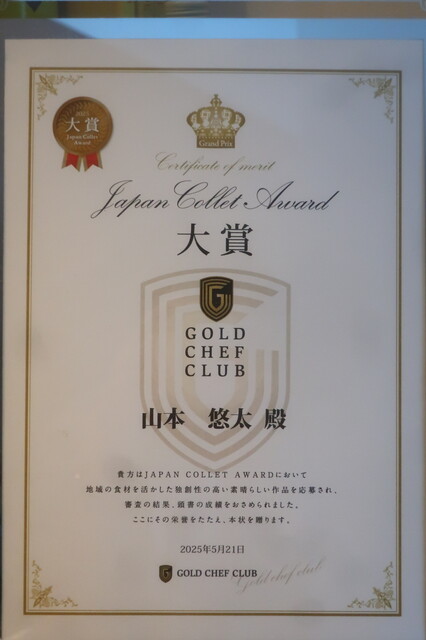 大賞
Japan Collet
Award
Grand Prix
Certificate of merit
Japan Collet Award
大賞
G
GOLD
CHEF
CLUB
山本 悠太 殿
貴方はJAPAN COLLET AWARDにおいて
地域の食材を活かした独創性の高い素晴らしい作品を応募され、
審査の結果、頭書の成績をおさめられました。
ここにその栄誉をたたえ、本状を贈ります。
2025年5月21日
GOLD CHEF CLUB
Gold chef club